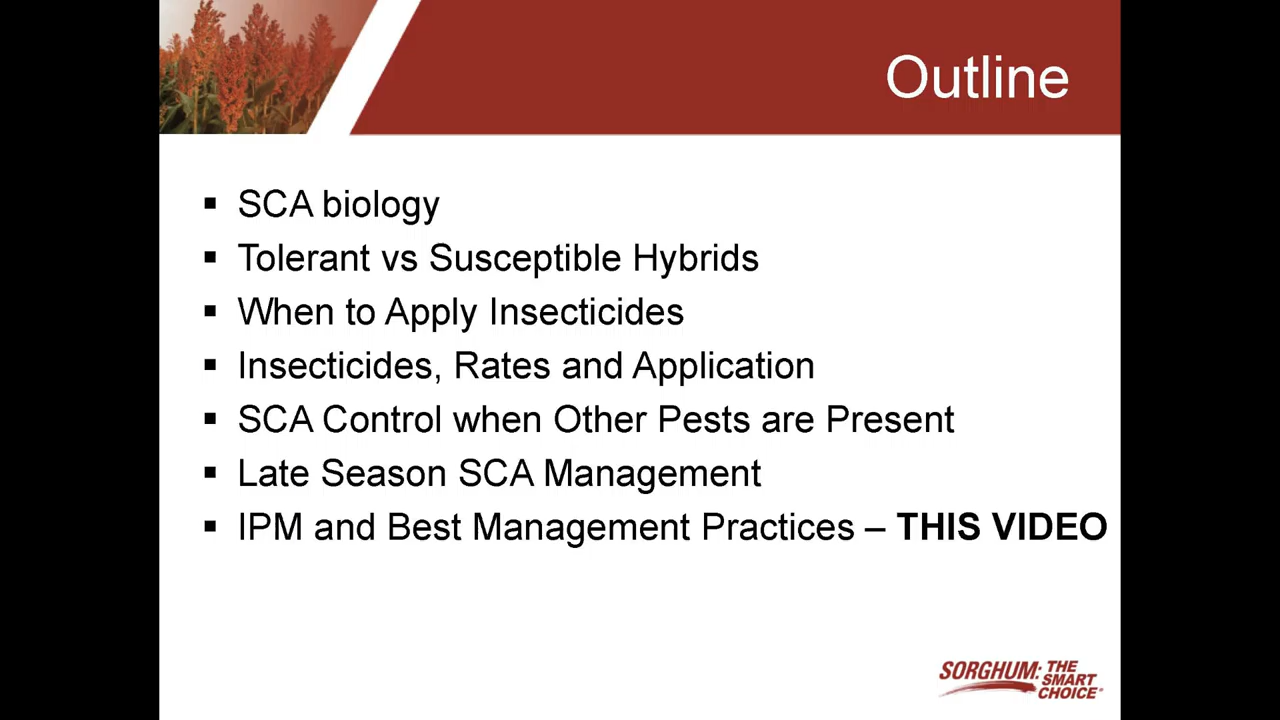 Outline
▪ SCA biology
▪ Tolerant vs Susceptible Hybrids
▪ When to Apply Insecticides
▪ Insecticides, Rates and Application
▪ SCA Control when Other Pests are Present
▪ Late Season SCA Management
▪ IPM and Best Management Practices – THIS VIDEO
SORGHUM: THE
SMART
CHOICE